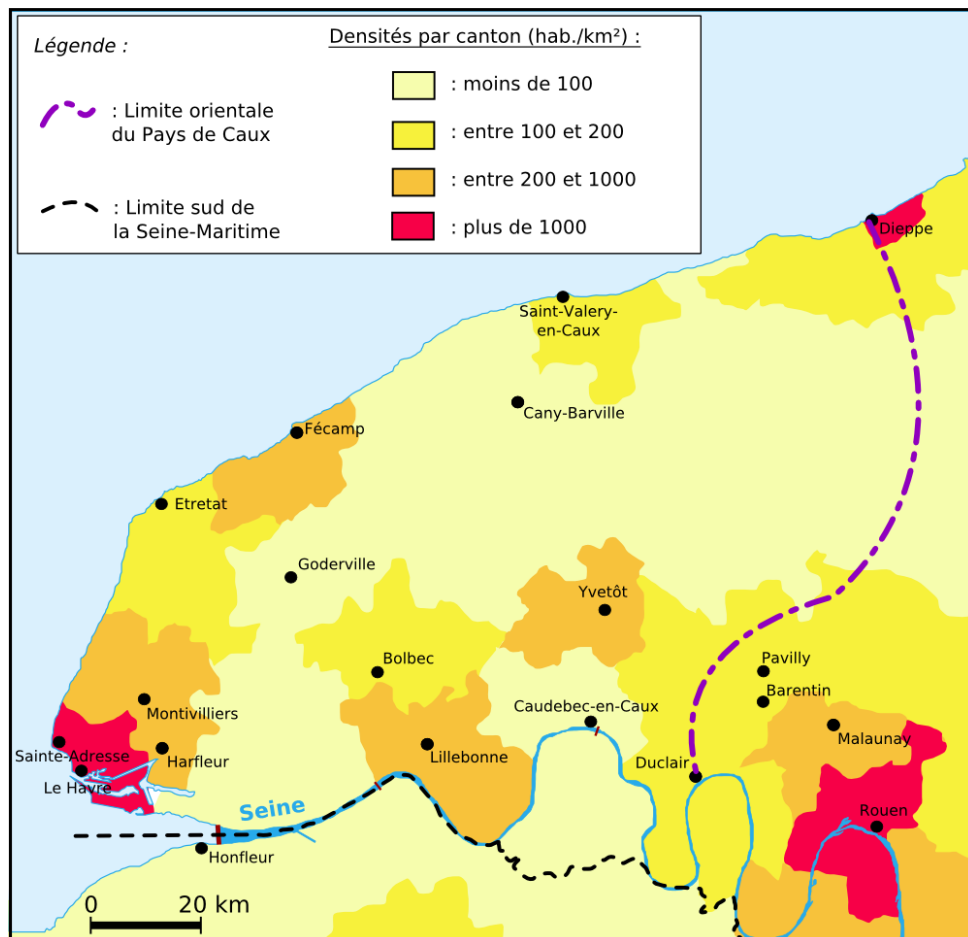 Légende :
: Limite orientale
du Pays de Caux
: Limite sud de
la Seine-Maritime
Densités par canton (hab./km²) :
: moins de 100
: entre 100 et 200
: entre 200 et 1000
: plus de 1000
Dieppe
Saint-Valery-
en-Caux
Cany-Barville
Fécamp
Etretat
Goderville
Yvetôt
Bolbec
Pavilly
Barentin
Montivilliers
Caudebec-en-Caux
Malaunay
Sainte-Adresse
Harfleur
Lillebonne
Duclair
Le Havre
Seine
Rouen
Honfleur
0 20 km